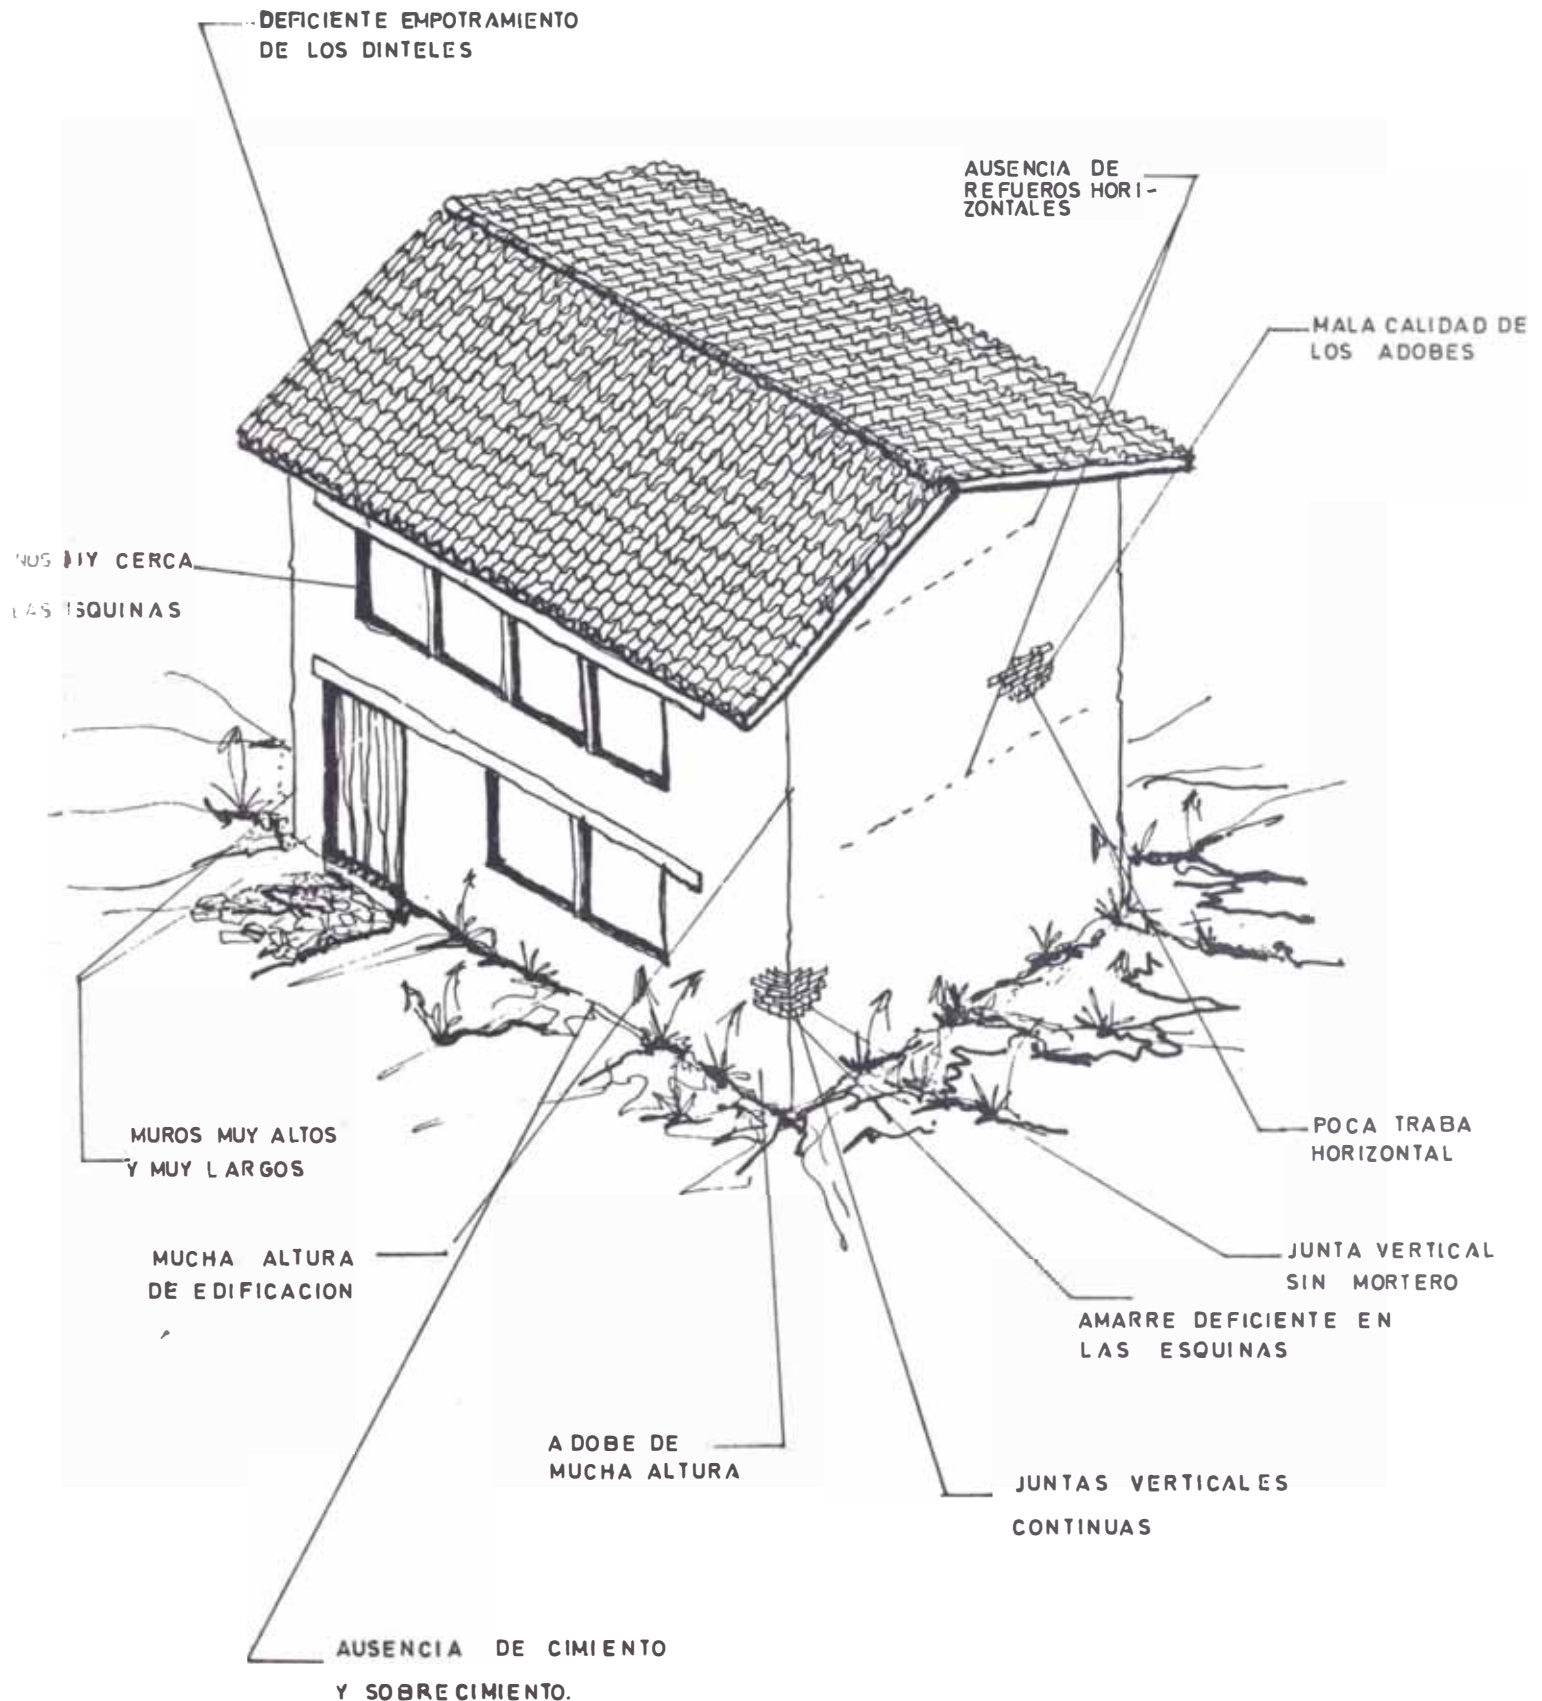 DEFICIENTE EMPOTRAMIENTO
DE LOS DINTELES
AUSENCIA DE
REFUEROS HORI-
ZONTALES
MALA CALIDAD DE
LOS ADOBES
CERCA
MUROS MUY ALTOS
Y MUY LARGOS
POCA TRABA
HORIZONTAL
MUCHA ALTURA
DE EDIFICACION
JUNTA VERTICAL
SIN MORTERO
AMARRE DEFICIENTE EN
LAS ESQUINAS
ADOBE DE
MUCHA ALTURA
JUNTAS VERTICALES
CONTINUAS
AUSENCIA DE CIMIENTO
Y SOBRECIMIENTO.